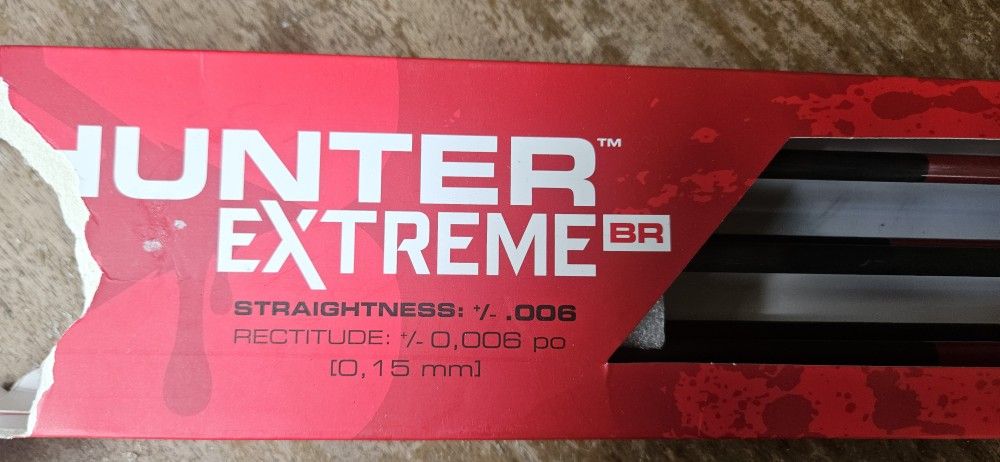 HUNTER™
EXTREME BR
STRAIGHTNESS: +/- .006
RECTITUDE: +/- 0,006 po
[0,15 mm]